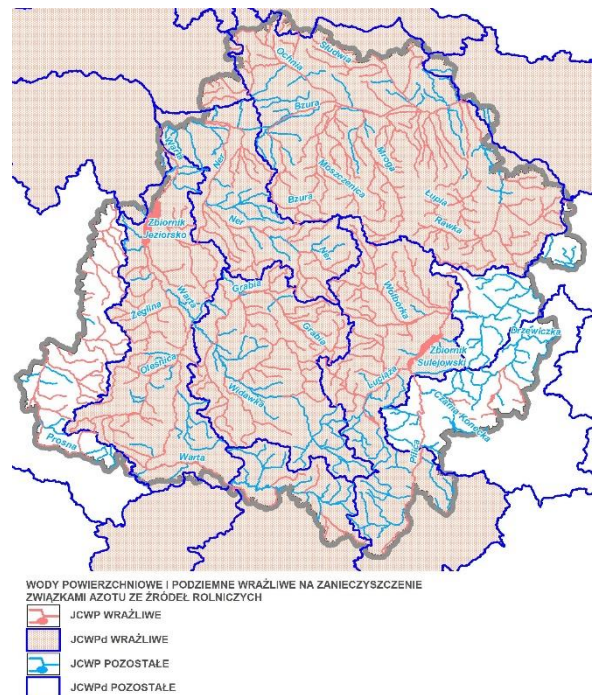 Słudwia
Ochnia
Bzura
Warta
Ner
Moszczenica
Mroga
Bzura
Łupia
Rawka
Zbiornik
Jeziorsko
Ner
Ner
Grabia
Wolbórka
Warta
Żeglina
Grabia
Drzewiczka
Zbiornik
Sulejowski
Oleśnica
Luciąża
Widawka
Czarna Konecka
Prosna
Warta
Pilica
WODY POWIERZCHNIOWE I PODZIEMNE WRAŻLIWE NA ZANIECZYSZCZENIE
ZWIĄZKAMI AZOTU ZE ŹRÓDEŁ ROLNICZYCH
JCWP WRAŻLIWE
JCWPd WRAŻLIWE
JCWP POZOSTAŁE
JCWPd POZOSTAŁE